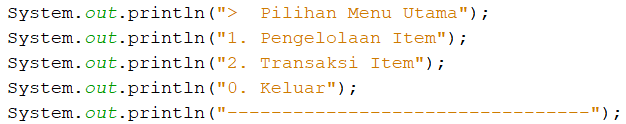 System.out.println(">  Pilihan Menu Utama");
System.out.println("1. Pengelolaan Item");
System.out.println("2. Transaksi Item");
System.out.println("0. Keluar");
System.out.println("---------------------------------");